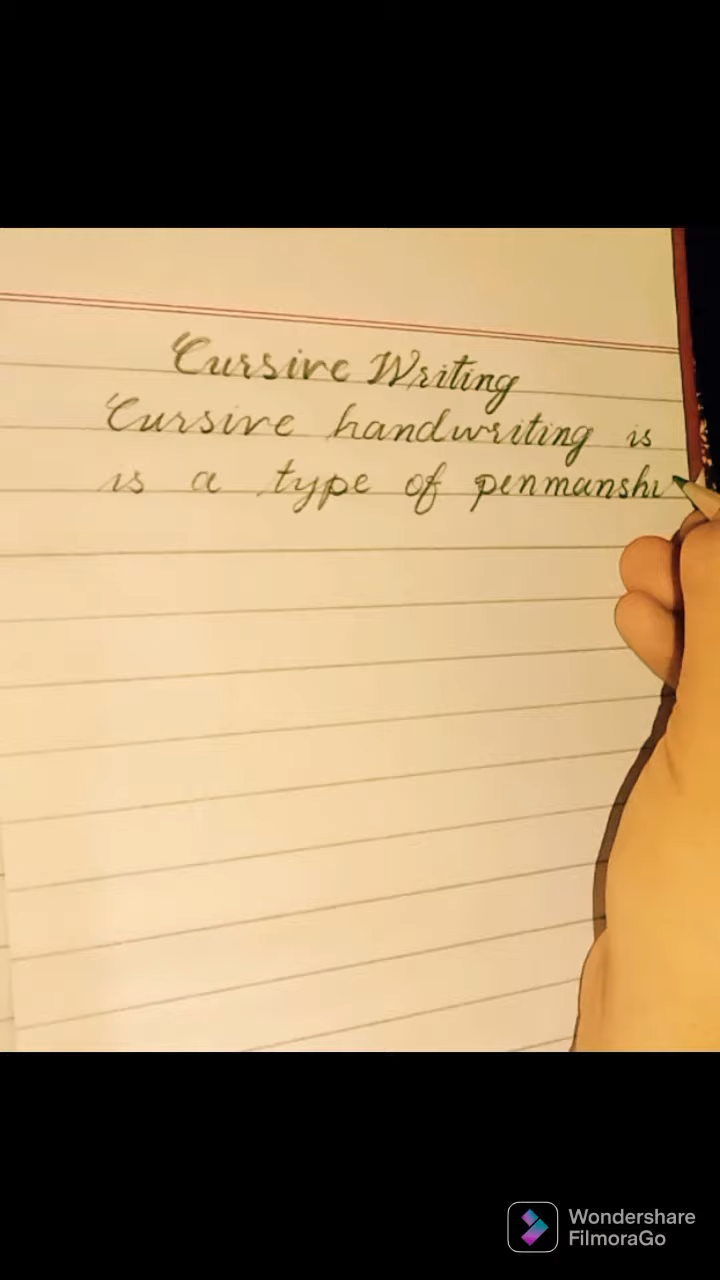 Cursive Writing
Cursive handwriting is
is a type of penmanshi
Wondershare
FilmoraGo